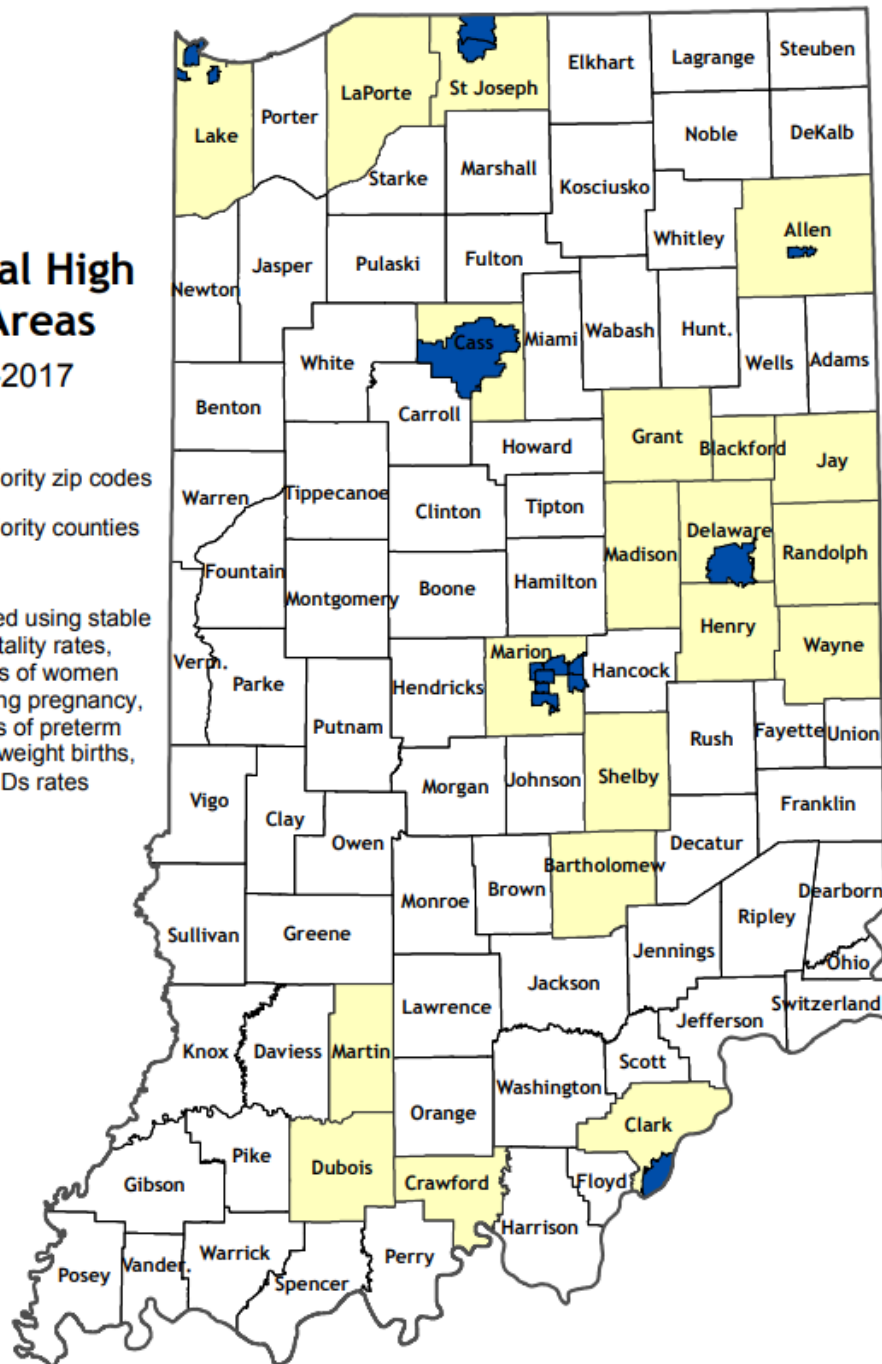 al High
Areas
2017
ority zip codes
ority counties
ed using stable
tality rates,
s of women
ng pregnancy,
s of preterm
weight births,
Ds rates
Steuben
Lagrange
Elkhart
LaPorte
St Joseph
Porter
Lake
Noble
DeKalb
Marshall
Starke
Kosciusko
Allen
Whitley
Fulton
Pulaski
Jasper
Newton
Cass
Miami
Wabash
Hunt.
White
Wells
Adams
Benton
Carroll
Howard
Grant
Blackford
Jay
Warren
Tippecanoe
Clinton
Tipton
Delaware
Madison
Randolph
Fountain
Montgomery
Boone
Hamilton
Henry
Wayne
Verm.
Parke
Hendricks
Marion
Hancock
Putnam
Rush
Fayette
Union
Vigo
Clay
Morgan
Johnson
Shelby
Franklin
Owen
Decatur
Bartholomew
Monroe
Brown
Dearborn
Ripley
Sullivan
Greene
Jennings
Ohio
Jackson
Lawrence
Switzerland
Jefferson
Knox
Daviess
Martin
Scott
Washington
Orange
Clark
Pike
Dubois
Crawford
Floyd
Gibson
Harrison
Warrick
Perry
Vander.
Posey
Spencer